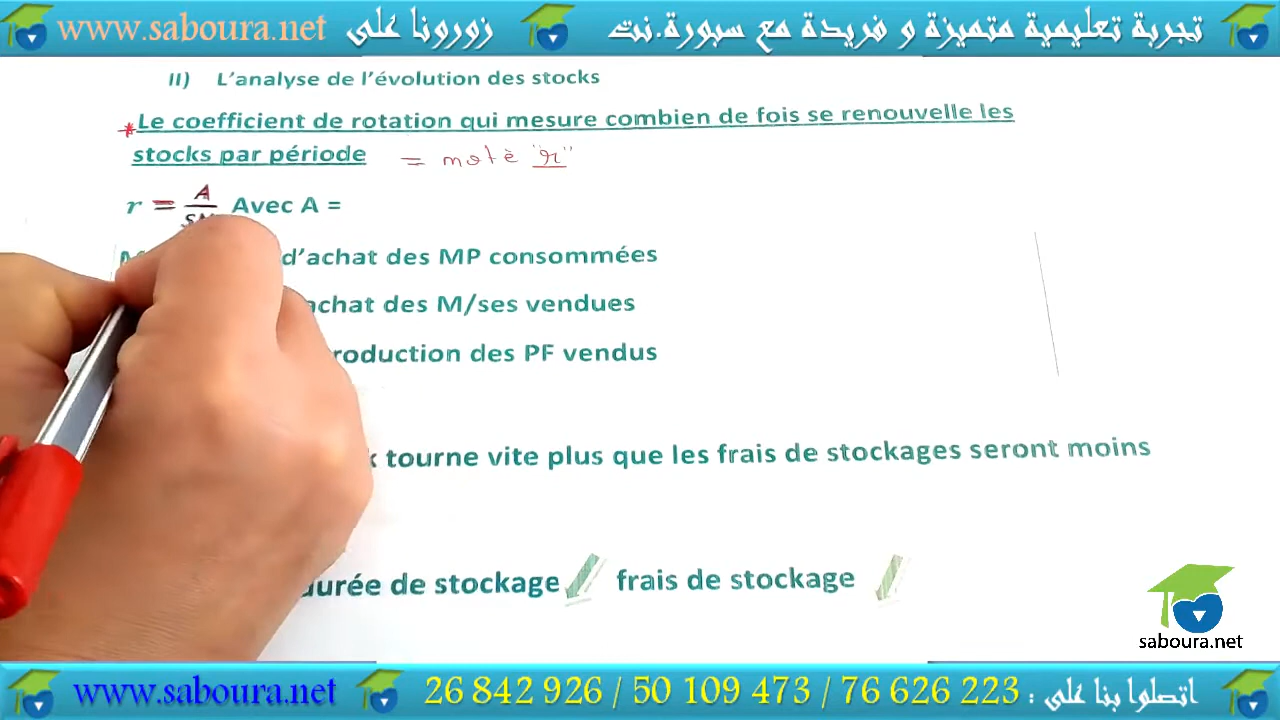 www.saboura.net زورونا على تجربة تعليمية متميزة و فريدة مع سبورة.نت
II) L'analyse de l'évolution des stocks
*Le coefficient de rotation qui mesure combien de fois se renouvelle les
stocks par période = noté "r"
r = A Avec A =
d'achat des MP consommées
achat des M/ses vendues
roduction des PF vendus
x tourne vite plus que les frais de stockages seront moins
durée de stockage frais de stockage
saboura.net
www.saboura.net 26 842 926 / 50 109 473 / 76 626 223 : اتصلوا بنا على